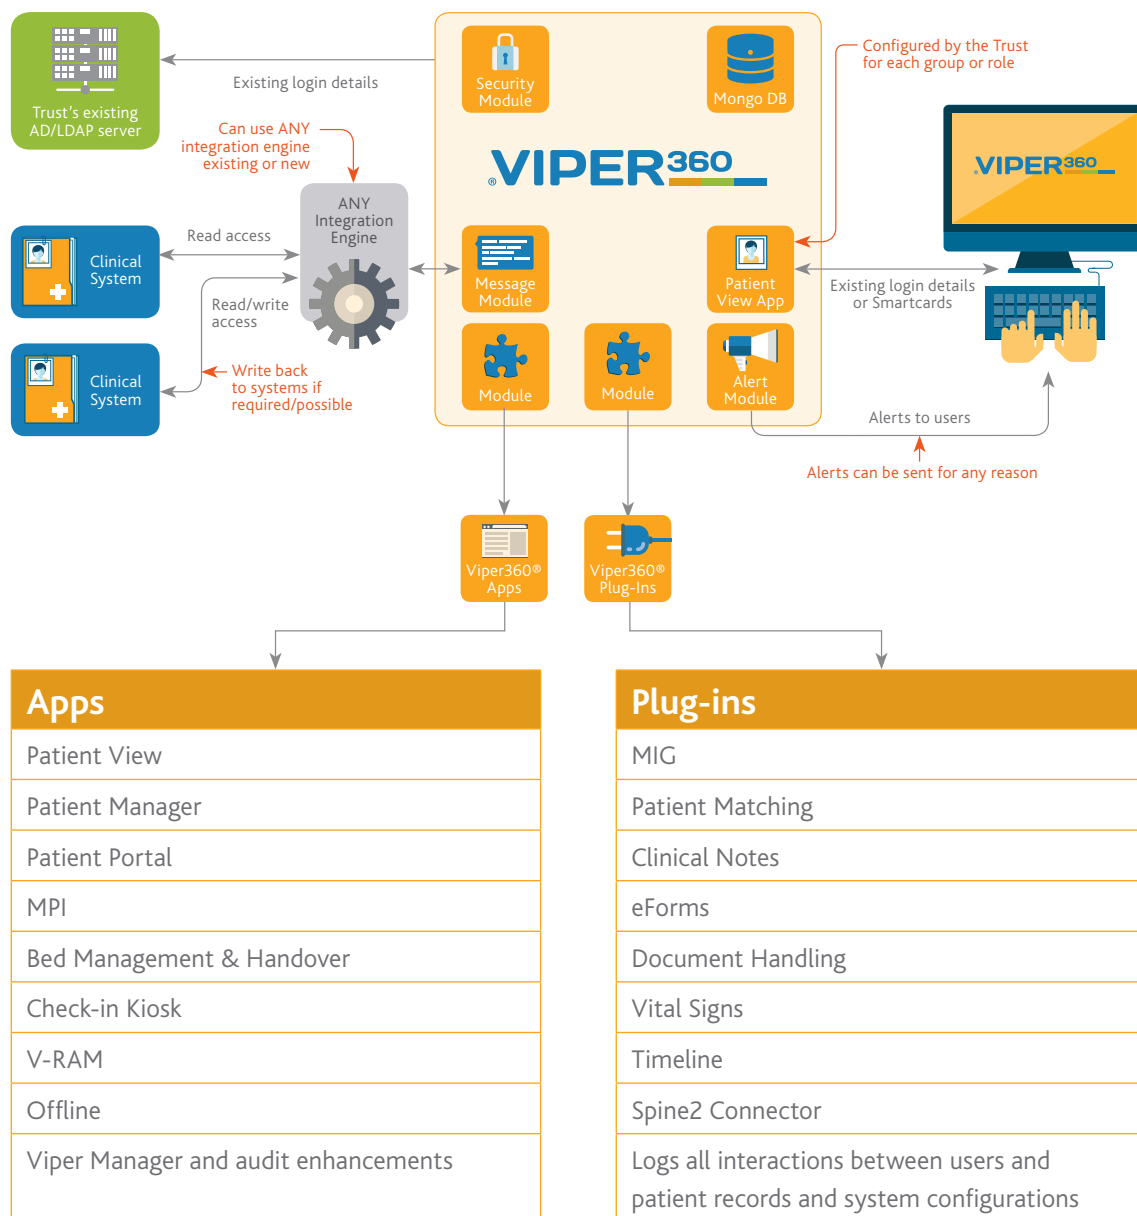 Trust's existing
AD/LDAP server
Existing login details
Security
Module
Mongo DB
Configured by the Trust
for each group or role
Can use ANY
integration engine
existing or new
®VIPER360
VIPER360
ANY
Integration
Engine
Clinical
System
Read access
Message
Module
Patient
View App
Existing login details
or Smartcards
Read/write
access
Clinical
System
Write back
to systems if
required/possible
Module
Module
Alert
Module
Alerts to users
Alerts can be sent for any reason
Viper360®
Apps
Viper360®
Plug-Ins
Apps
Patient View
Patient Manager
Patient Portal
MPI
Bed Management & Handover
Check-in Kiosk
V-RAM
Offline
Viper Manager and audit enhancements
Plug-ins
MIG
Patient Matching
Clinical Notes
eForms
Document Handling
Vital Signs
Timeline
Spine2 Connector
Logs all interactions between users and
patient records and system configurations